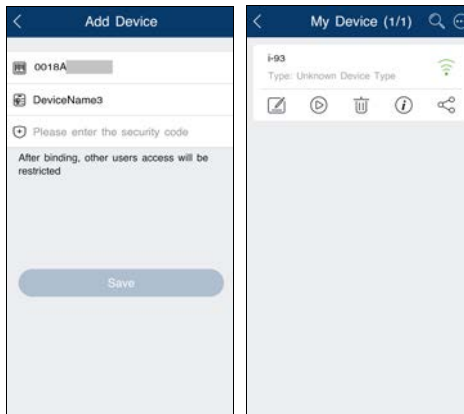 Add Device
0018A
DeviceName3
Please enter the security code
After binding, other users access will be
restricted
Save
My Device (1/1)
i-93
Type: Unknown Device Type